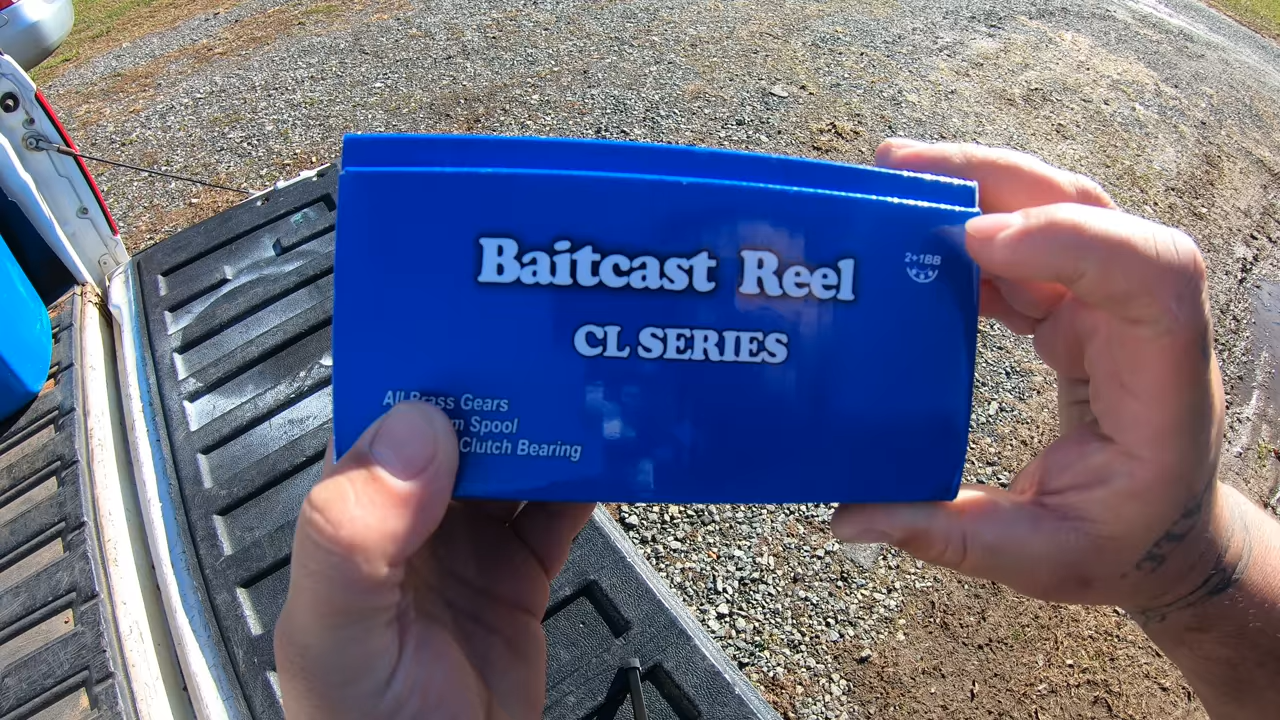 Baitcast Reel
2+1BB
CL SERIES
All Brass Gears
Spool
Clutch Bearing